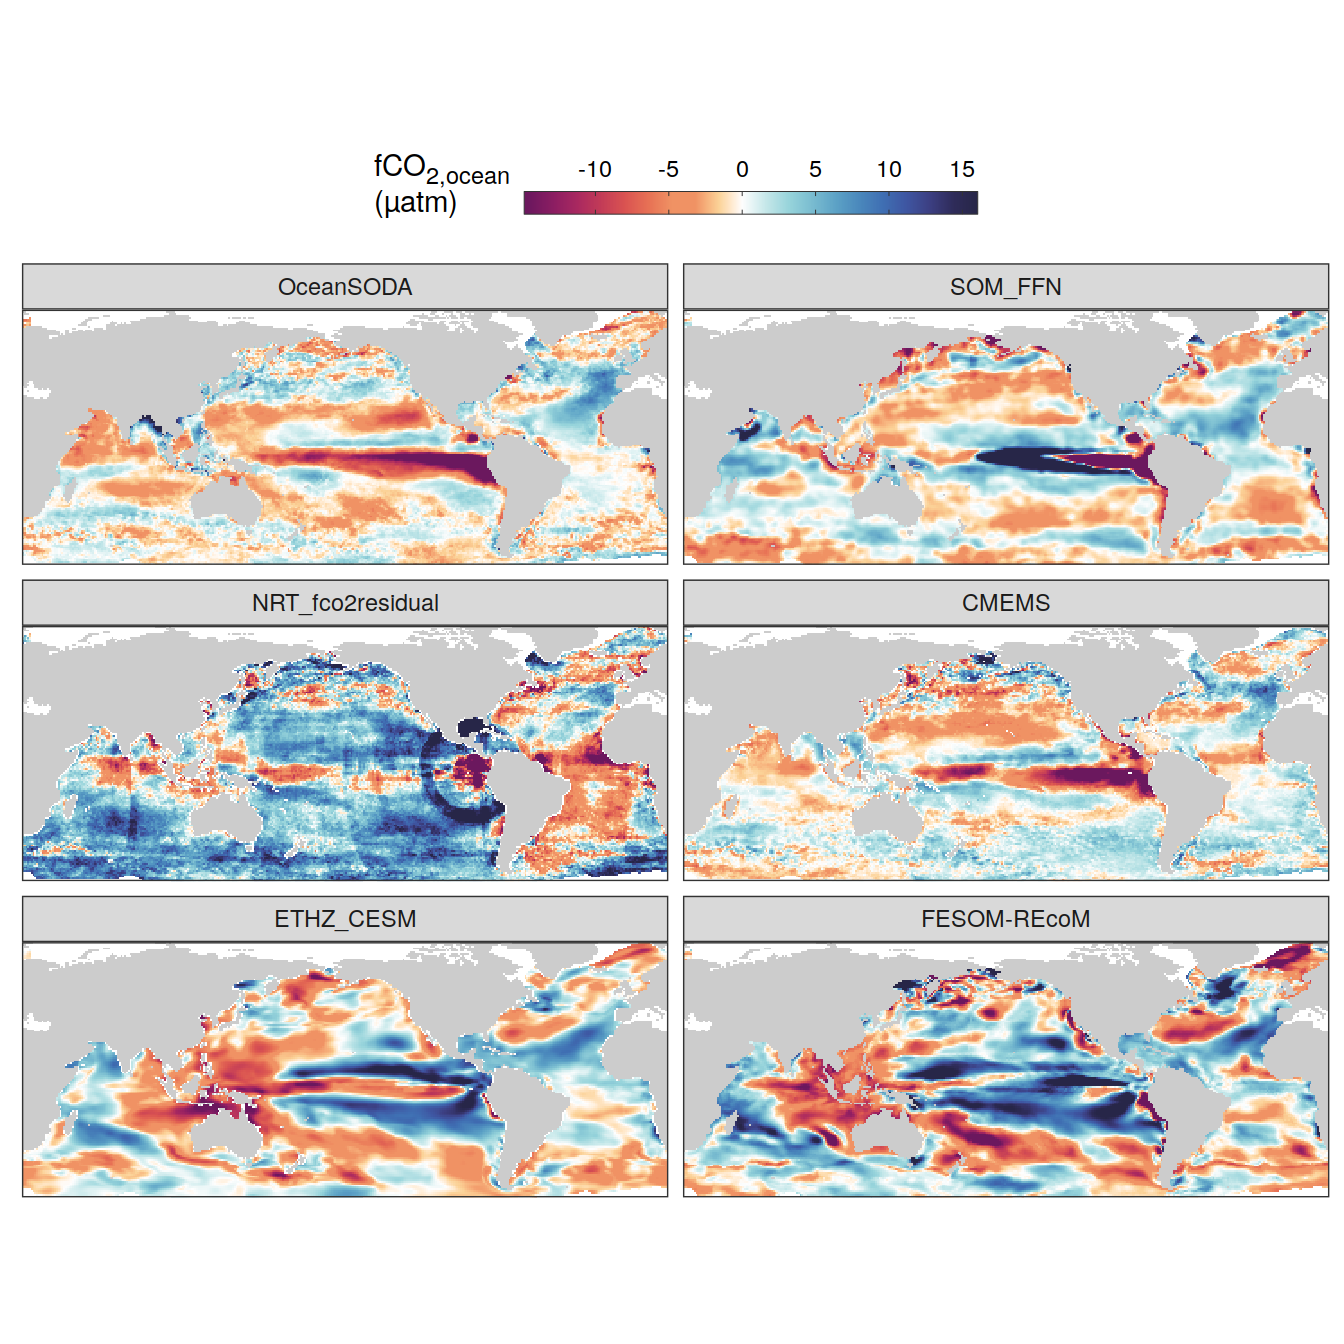 fCO2,ocean
(µatm)
-10 -5 0 5 10 15
OceanSODA
SOM_FFN
NRT_fco2residual
CMEMS
ETHZ_CESM
FESOM-REcoM